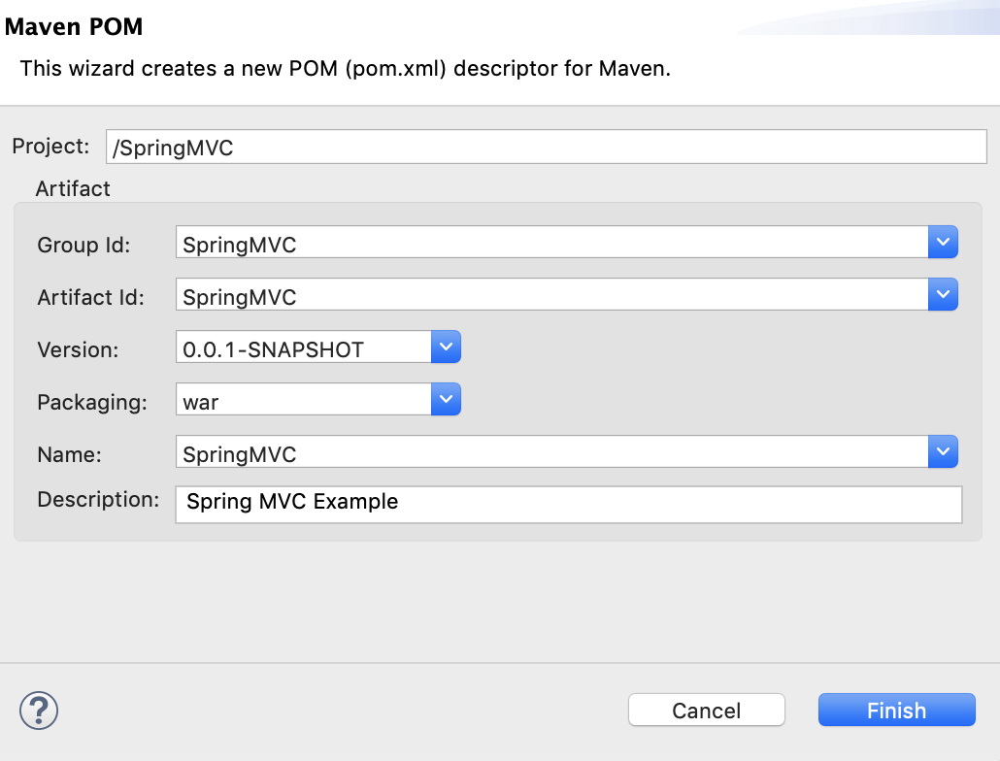 Maven POM
This wizard creates a new POM (pom.xml) descriptor for Maven.
Project: /SpringMVC
Artifact
Group Id: SpringMVC
Artifact Id: SpringMVC
Version: 0.0.1-SNAPSHOT
Packaging: war
Name: SpringMVC
Description: Spring MVC Example
? Cancel Finish